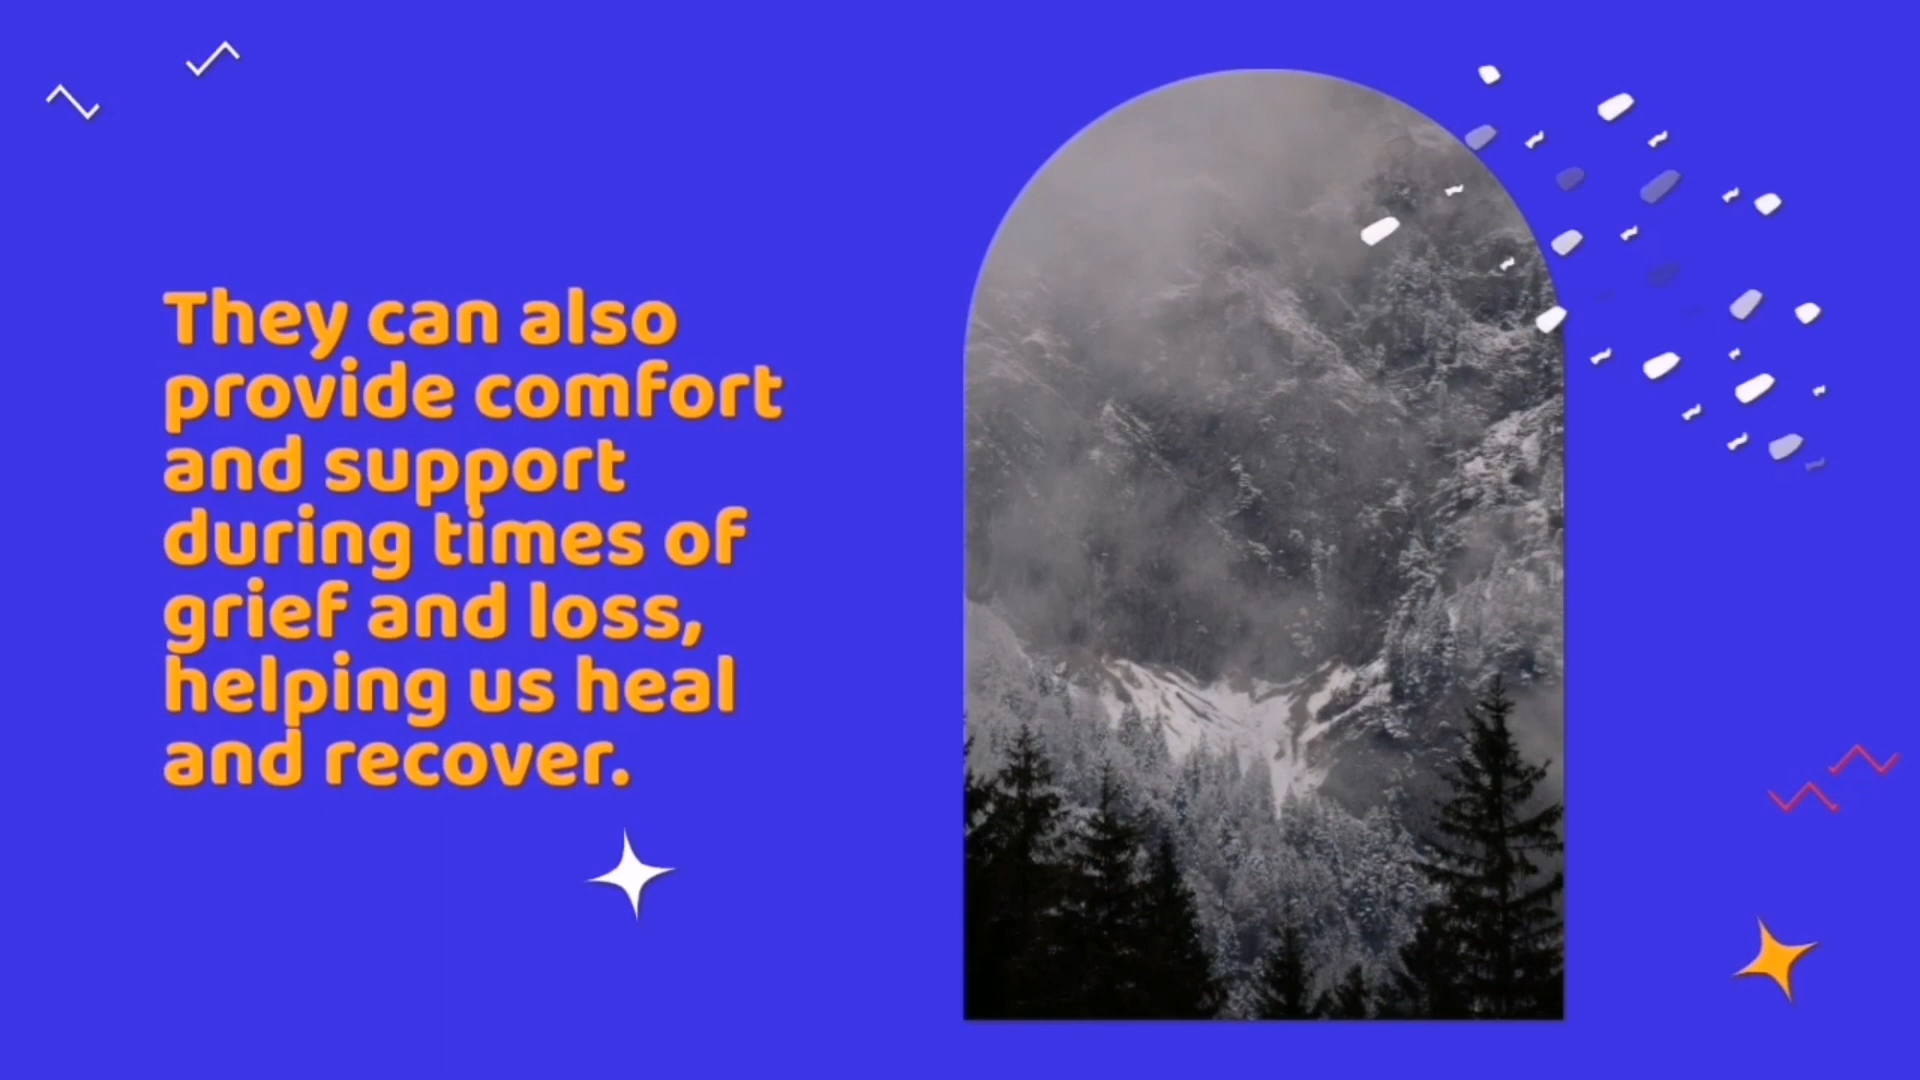 They can also
provide comfort
and support
during times of
grief and loss,
helping us heal
and recover.